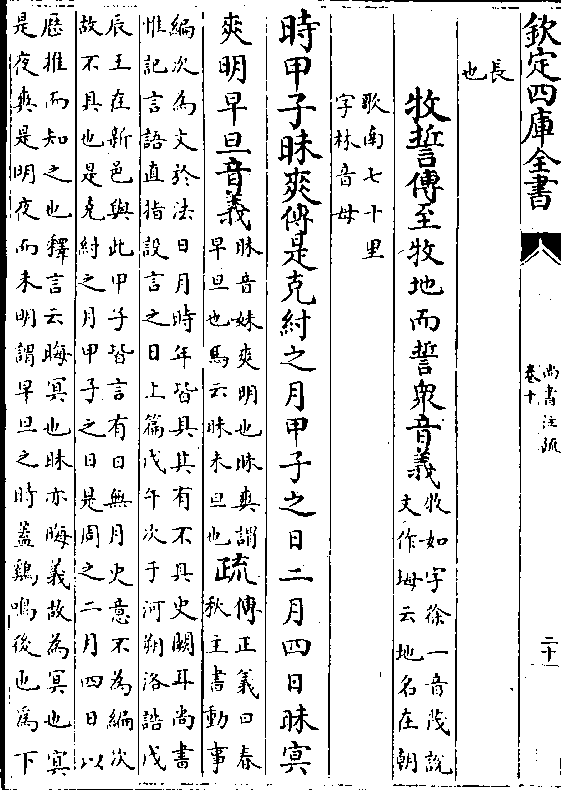 欽定四庫全書
尚書注疏
卷十
二十一
長
也
牧誓傳至牧地而誓衆音義
牧如字徐一音茂說
文作坶云地名在朝
歌南七十里
字林音母
時甲子昧爽傳是克紂之月甲子之日二月四日昧冥
爽明早旦音義
昧音妹爽明也昧爽謂
早旦也馬云昧未旦也
疏
傳正義曰春
秋主書動事
編次為文於法日月時年皆具其有不具史闕耳尚書
惟記言語直指設言之日上篇戊午次于河朔洛誥戊
辰王在新邑與此甲子皆言有日無月史意不為編次
故不具也是克紂之月甲子之日是周之二月四日以
厯推而知之也釋言云晦冥也昧亦晦義故為冥也冥
是夜爽是明夜而未明謂早旦之時蓋鷄鳴後也為下